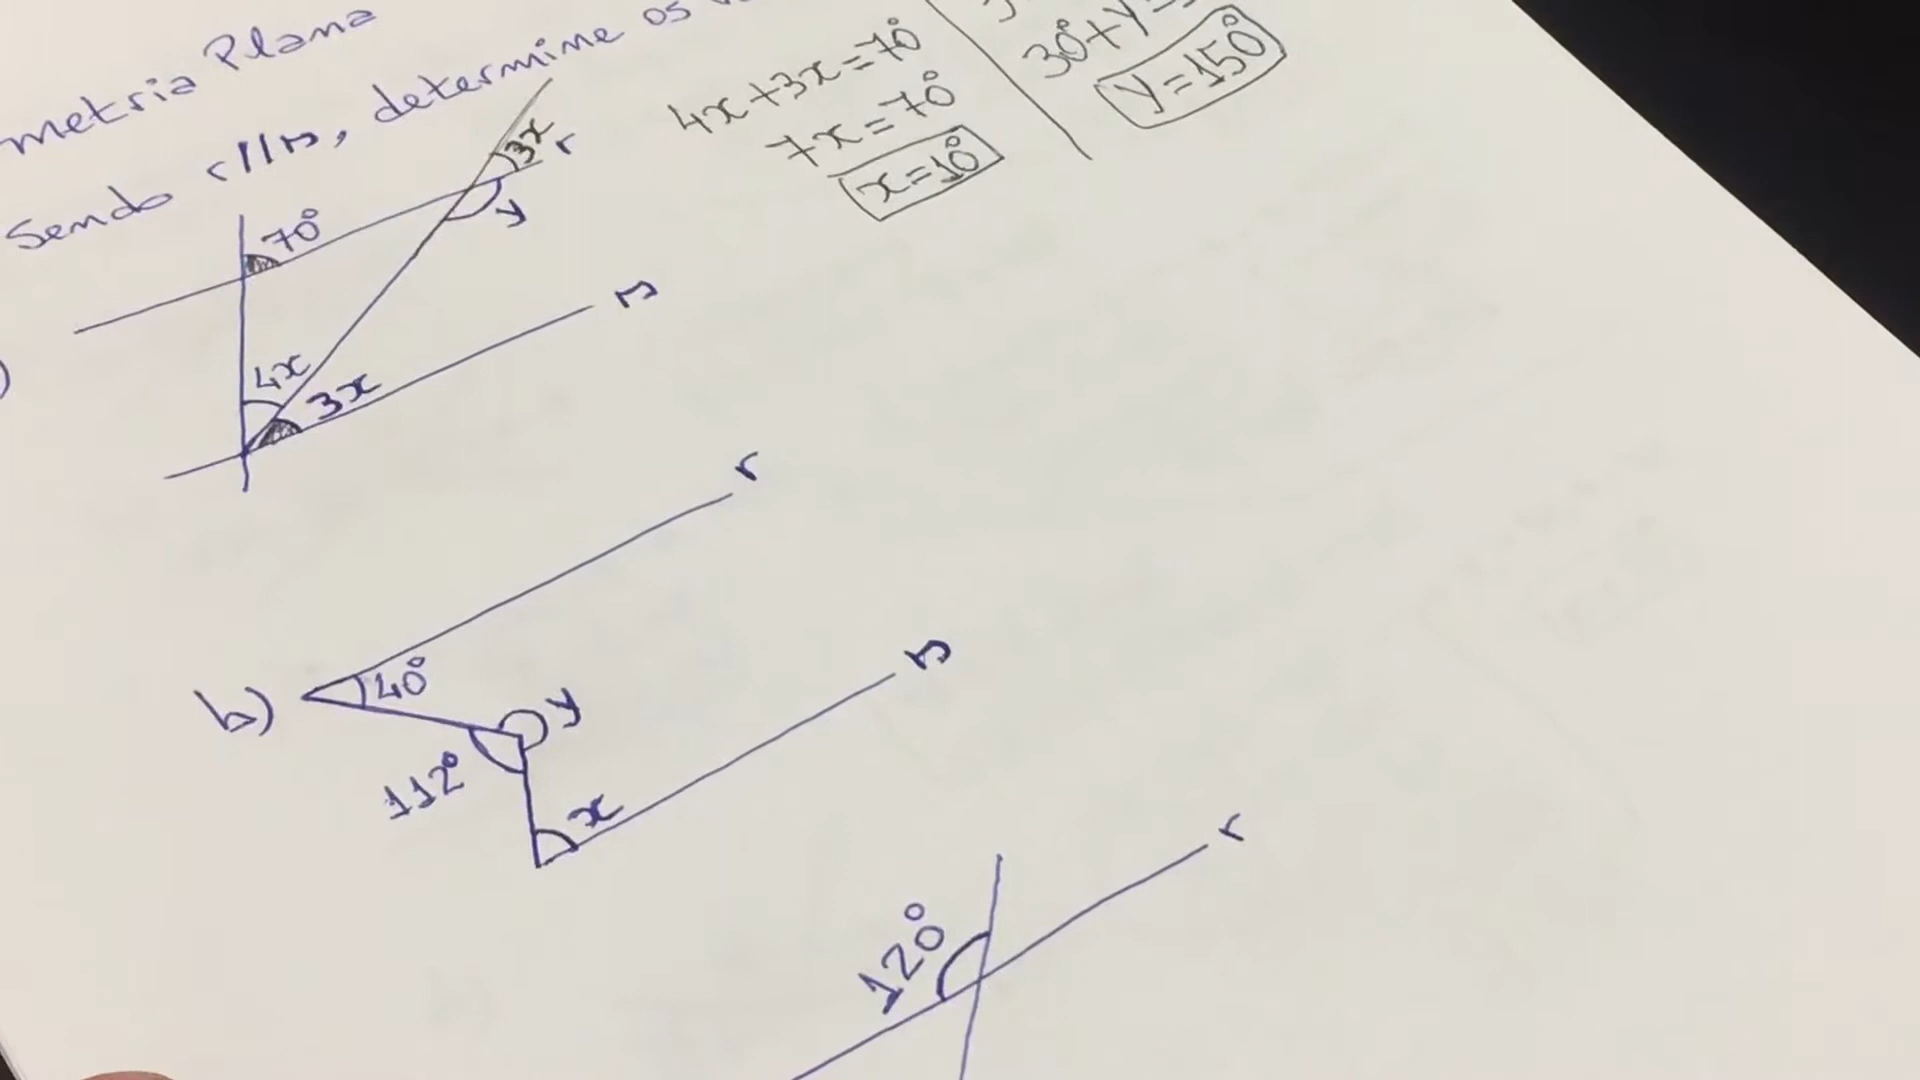 metria Plana
Sendo r//s, determine os
70°
3x
r
y
4x
3x
s
4x+3x=70°
7x=70°
x=10°
30°+y=
y=150°
b)
40°
r
y
112°
x
s
120°
r